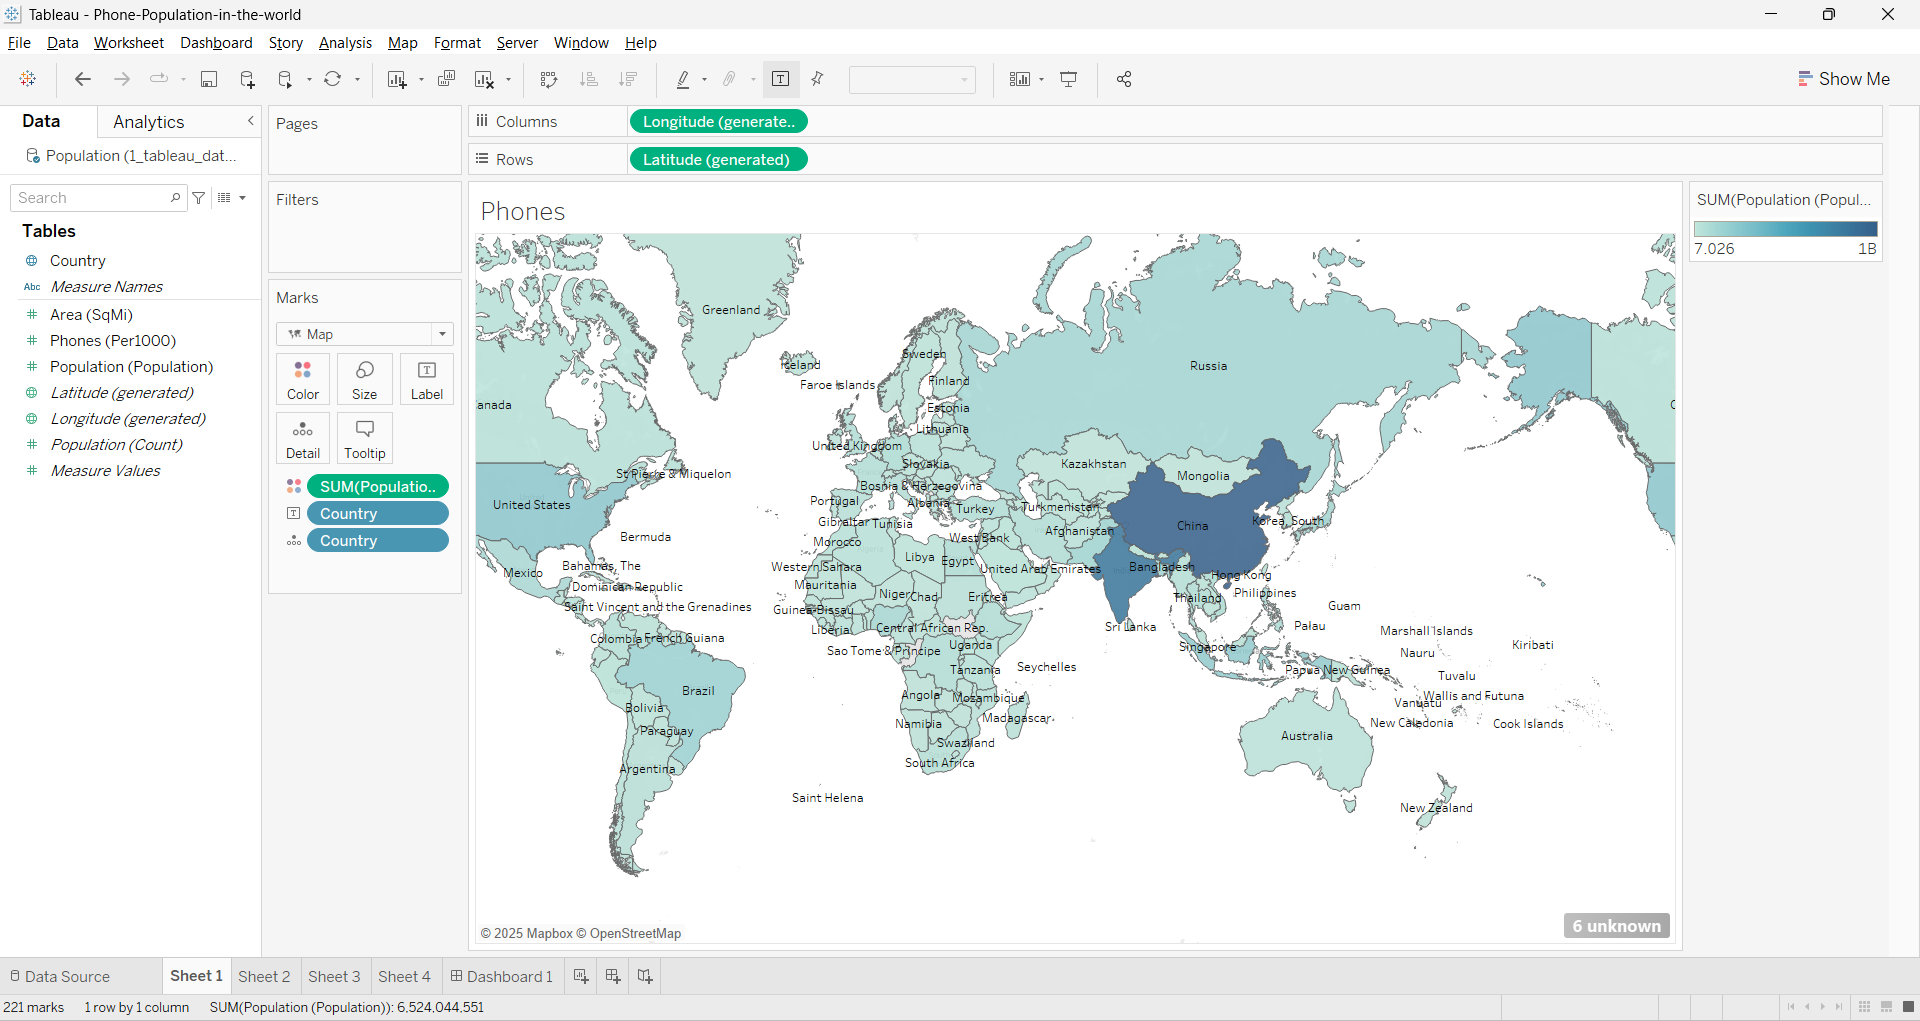 Tableau - Phone-Population-in-the-world
File Data Worksheet Dashboard Story Analysis Map Format Server Window Help
Show Me
Data
Analytics
Population (1_tableau_dat...
Search
Tables
Country
Abc Measure Names
Area (SqMi)
Phones (Per1000)
Population (Population)
Latitude (generated)
Longitude (generated)
Population (Count)
Measure Values
Pages
Filters
Marks
Map
Color
Size
Label
Detail
Tooltip
SUM(Populatio..
Country
Country
Columns
Longitude (generate..
Rows
Latitude (generated)
Phones
Greenland
Iceland
Sweden
Russia
Faroe Islands
Finland
anada
Estonia
Lithuania
United Kingdom
Slovakia
Kazakhstan
St Pierre & Miquelon
Mongolia
Bosnia & Herzegovina
United States
Portugal
Albania
Turkey
Turkmenistan
Gibraltar
Tunisia
China
Korea, South
Bermuda
Morocco
West Bank
Afghanistan
Libya
Egypt
Bahamas, The
Western Sahara
United Arab Emirates
Bangladesh
Mexico
Hong Kong
Dominican Republic
Mauritania
Niger
Chad
Eritrea
Thailand
Philippines
Saint Vincent and the Grenadines
Guinea-Bissau
Guam
Liberia
Central African Rep.
Sri Lanka
Palau
Marshall Islands
Colombia
French Guiana
Sao Tome & Principe
Uganda
Singapore
Nauru
Kiribati
Tanzania
Seychelles
Papua New Guinea
Tuvalu
Brazil
Angola
Mozambique
Wallis and Futuna
Vanuatu
Bolivia
Namibia
Madagascar
New Caledonia
Cook Islands
Paraguay
Swaziland
Australia
Argentina
South Africa
Saint Helena
New Zealand
© 2025 Mapbox © OpenStreetMap
6 unknown
SUM(Population (Popul...
7.026
1B
Data Source
Sheet 1
Sheet 2
Sheet 3
Sheet 4
Dashboard 1
221 marks 1 row by 1 column SUM(Population (Population)): 6,524,044,551